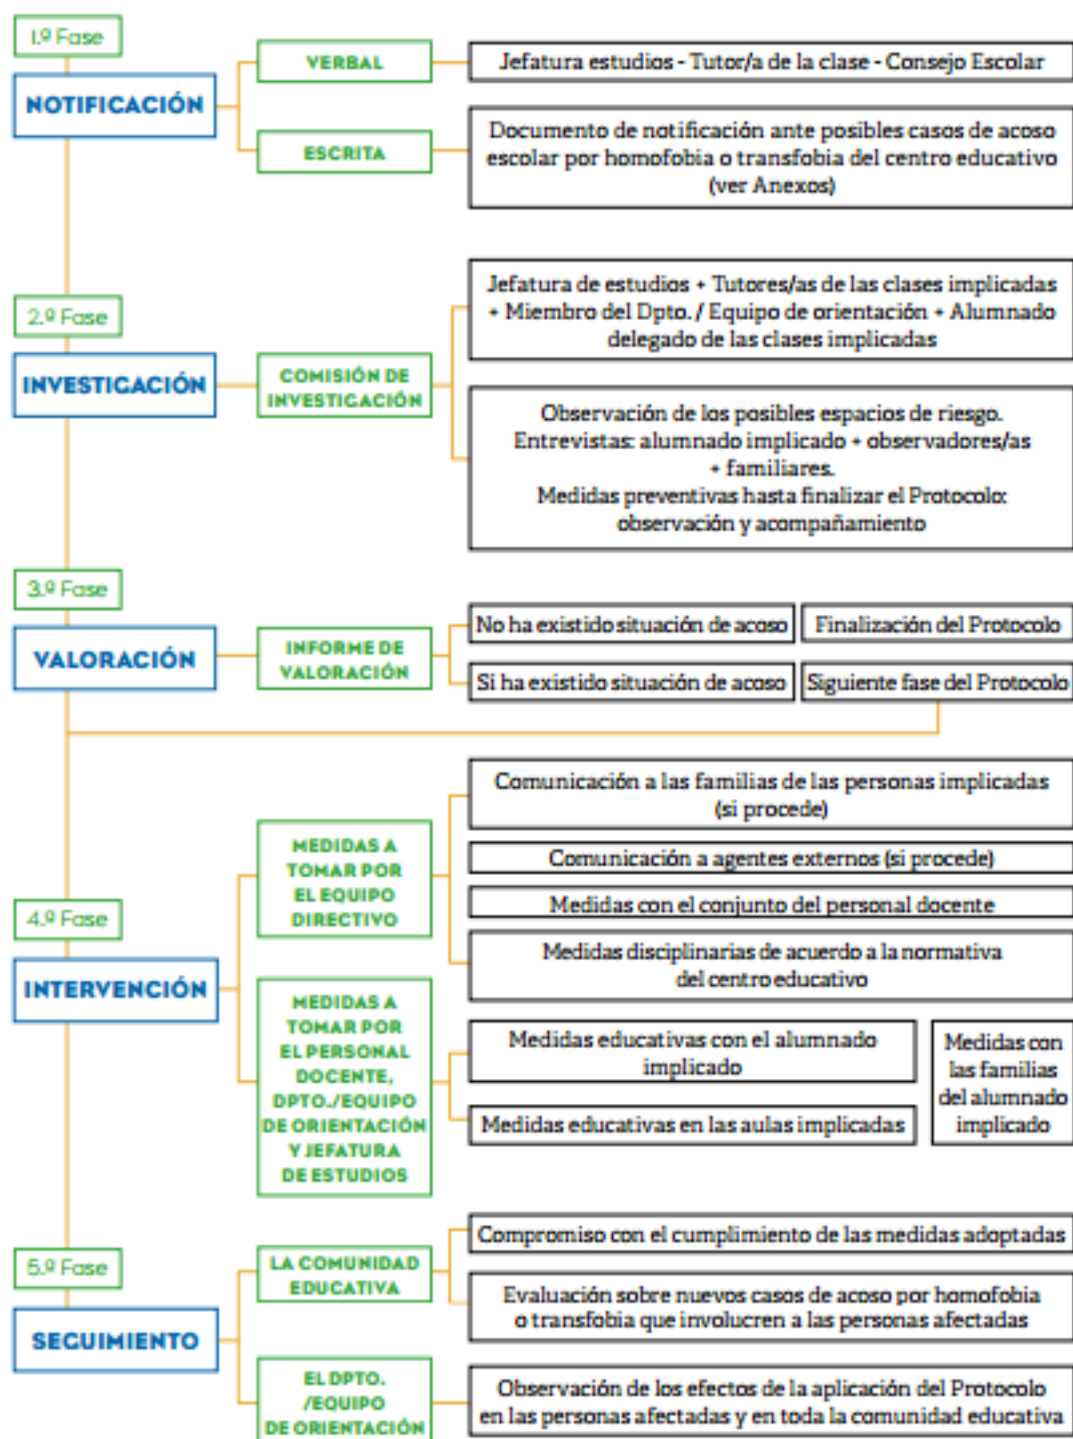 1.º Fase
NOTIFICACIÓN
VERBAL
Jefatura estudios - Tutor/a de la clase - Consejo Escolar
ESCRITA
Documento de notificación ante posibles casos de acoso
escolar por homofobia o transfobia del centro educativo
(ver Anexos)
2.º Fase
INVESTIGACIÓN
COMISIÓN DE
INVESTIGACIÓN
Jefatura de estudios + Tutores/as de las clases implicadas
+ Miembro del Dpto. / Equipo de orientación + Alumnado
delegado de las clases implicadas
Observación de los posibles espacios de riesgo.
Entrevistas: alumnado implicado + observadores/as
+ familiares.
Medidas preventivas hasta finalizar el Protocolo:
observación y acompañamiento
3.º Fase
VALORACIÓN
INFORME DE
VALORACIÓN
No ha existido situación de acoso
Finalización del Protocolo
Si ha existido situación de acoso
Siguiente fase del Protocolo
4.º Fase
INTERVENCIÓN
MEDIDAS A
TOMAR POR
EL EQUIPO
DIRECTIVO
Comunicación a las familias de las personas implicadas
(si procede)
Comunicación a agentes externos (si procede)
Medidas con el conjunto del personal docente
Medidas disciplinarias de acuerdo a la normativa
del centro educativo
MEDIDAS A
TOMAR POR
EL PERSONAL
DOCENTE,
DPTO./EQUIPO
DE ORIENTACIÓN
Y JEFATURA
DE ESTUDIOS
Medidas educativas con el alumnado
implicado
Medidas educativas en las aulas implicadas
Medidas con
las familias
del alumnado
implicado
5.º Fase
SEGUIMIENTO
LA COMUNIDAD
EDUCATIVA
Compromiso con el cumplimiento de las medidas adoptadas
Evaluación sobre nuevos casos de acoso por homofobia
o transfobia que involucren a las personas afectadas
EL DPTO.
/EQUIPO
DE ORIENTACIÓN
Observación de los efectos de la aplicación del Protocolo
en las personas afectadas y en toda la comunidad educativa